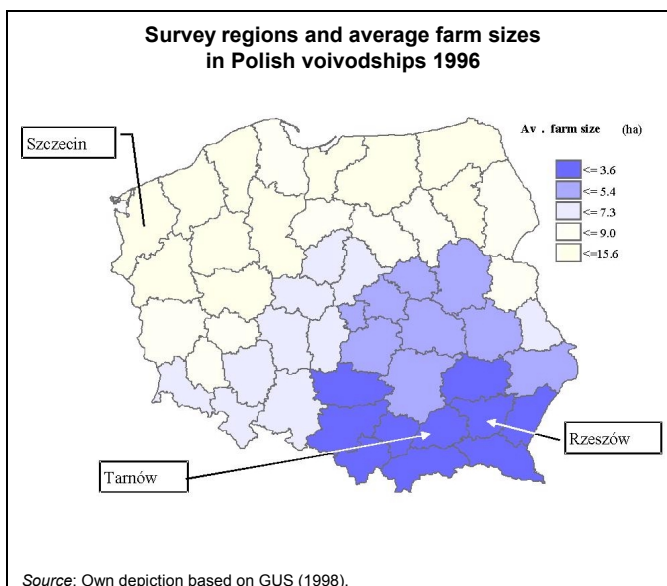 Survey regions and average farm sizes
in Polish voivodships 1996
Szczecin
Av . farm size (ha)
<= 3.6
<= 5.4
<= 7.3
<= 9.0
<=15.6
Rzeszów
Tarnów
Source: Own depiction based on GUS (1998).